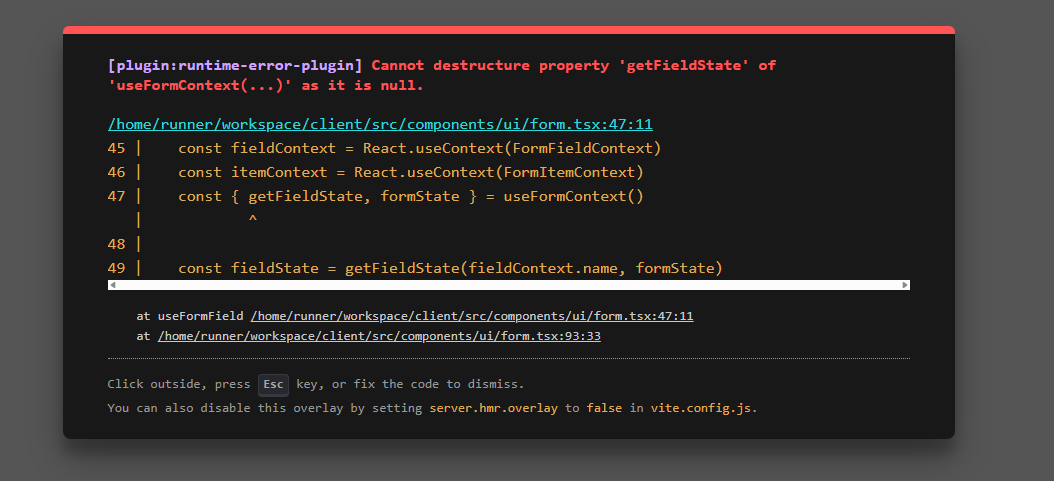 [plugin:runtime-error-plugin] Cannot destructure property 'getFieldState' of
'useFormContext(...)' as it is null.
/home/runner/workspace/client/src/components/ui/form.tsx:47:11
45 |    const fieldContext = React.useContext(FormFieldContext)
46 |    const itemContext = React.useContext(FormItemContext)
47 |    const { getFieldState, formState } = useFormContext()
   |            ^
48 |
49 |    const fieldState = getFieldState(fieldContext.name, formState)
at useFormField /home/runner/workspace/client/src/components/ui/form.tsx:47:11
at /home/runner/workspace/client/src/components/ui/form.tsx:93:33
Click outside, press Esc key, or fix the code to dismiss.
You can also disable this overlay by setting server.hmr.overlay to false in vite.config.js.